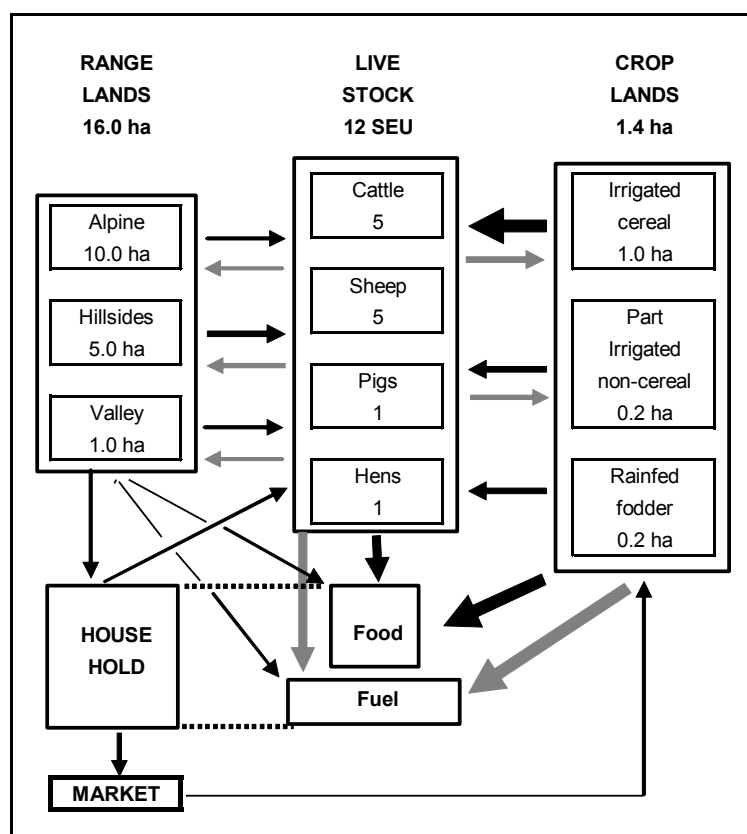 RANGE
LANDS
16.0 ha
LIVE
STOCK
12 SEU
CROP
LANDS
1.4 ha
Alpine
10.0 ha
Hillsides
5.0 ha
Valley
1.0 ha
Cattle
5
Sheep
5
Pigs
1
Hens
1
Irrigated
cereal
1.0 ha
Part
Irrigated
non-cereal
0.2 ha
Rainfed
fodder
0.2 ha
HOUSE
HOLD
Food
Fuel
MARKET